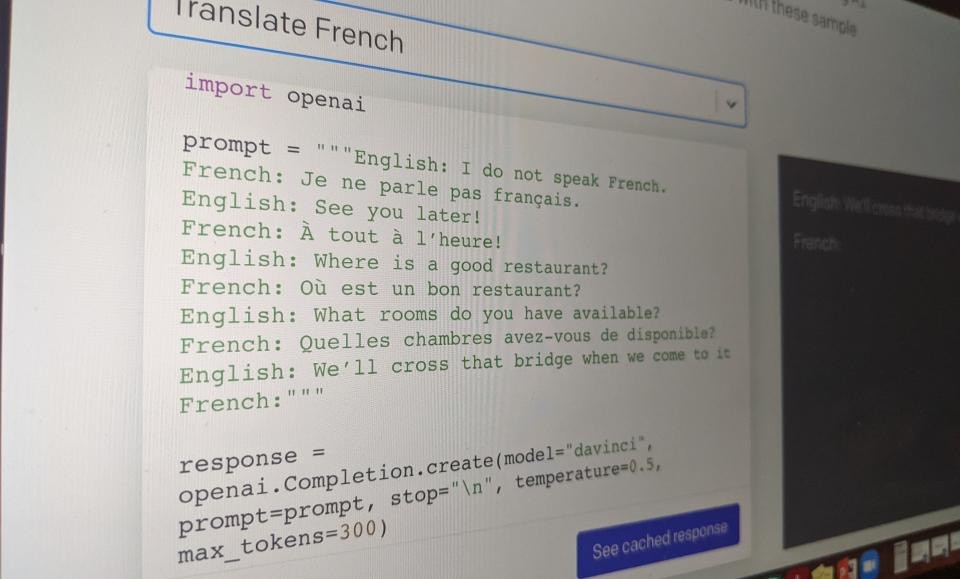 with these sample
Translate French
import openai
prompt = """English: I do not speak French.
French: Je ne parle pas français.
English: See you later!
French: À tout à l’heure!
English: Where is a good restaurant?
French: Où est un bon restaurant?
English: What rooms do you have available?
French: Quelles chambres avez-vous de disponible?
English: We’ll cross that bridge when we come to it
French:"""
response =
openai.Completion.create(model="davinci",
prompt=prompt, stop="\n", temperature=0.5,
max_tokens=300)
See cached response
English: We'll cross that bridge
French: